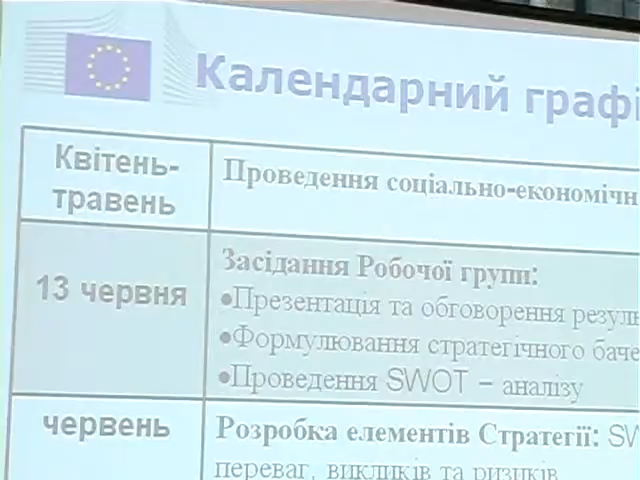 Календарний графі
Квітень-
травень
Проведення соціально-економічн
13 червня
Засідання Робочої групи:
•Презентація та обговорення резуль
•Формулювання стратегічного баче
•Проведення SWOT – аналізу
червень
Розробка елементів Стратегії: SW
переваг, викликів та ризиків